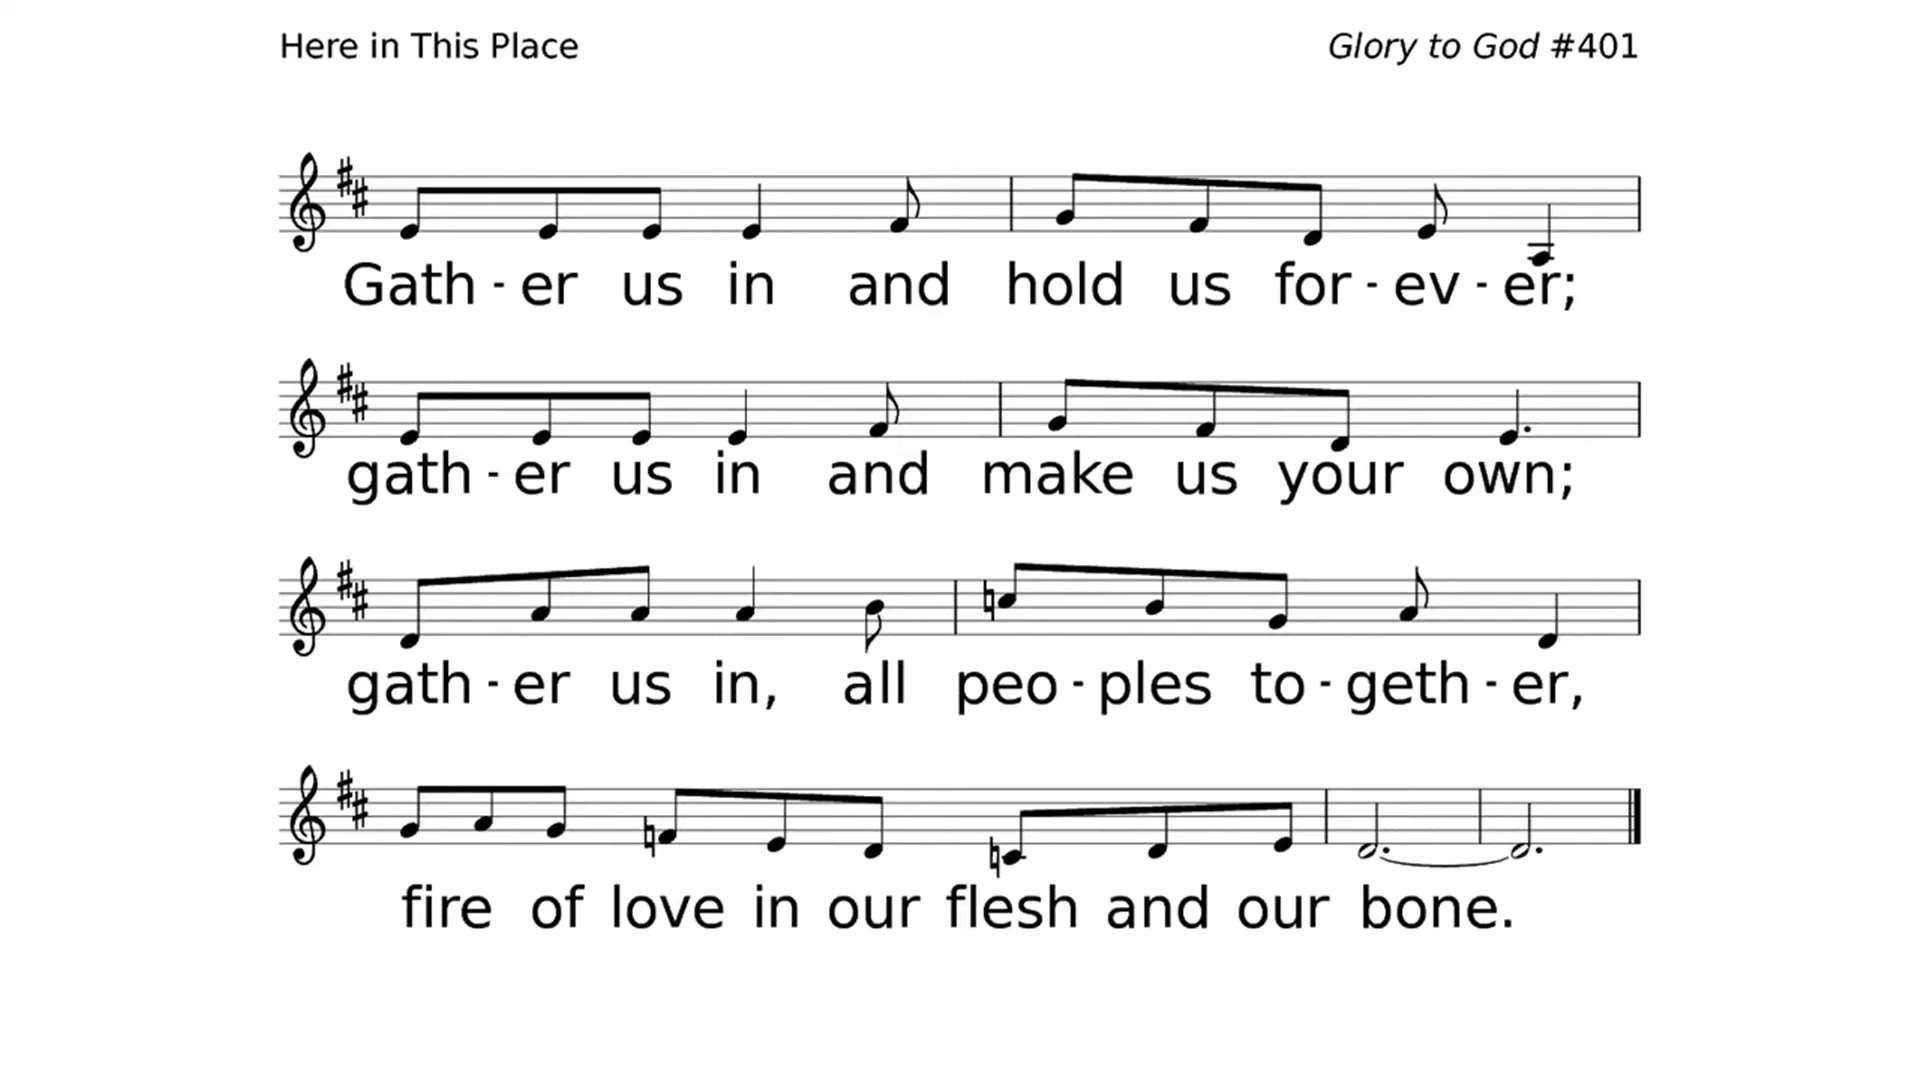 Here in This Place
Glory to God #401
Gath - er us in and hold us for - ev - er;
gath - er us in and make us your own;
gath - er us in, all peo - ples to - geth - er,
fire of love in our flesh and our bone.